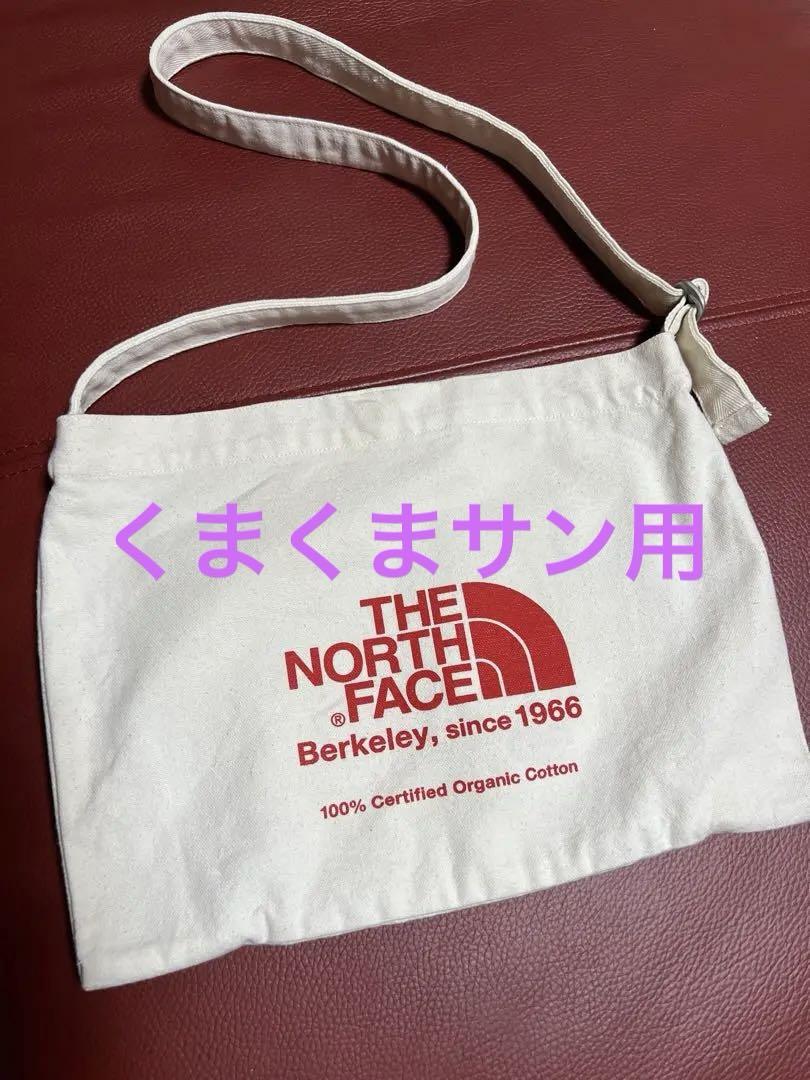 くまくまサン用
THE
NORTH
FACE
®
Berkeley, since 1966
100% Certified Organic Cotton